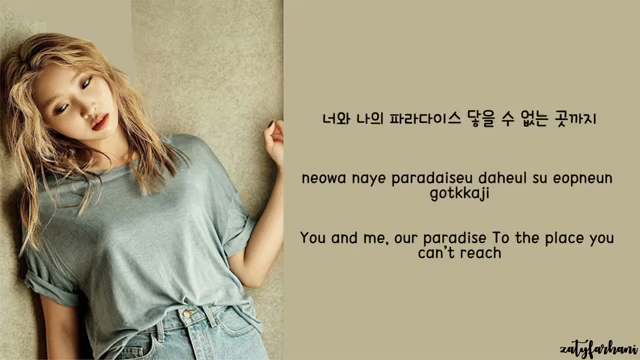 너와 나의 파라다이스 닿을 수 없는 곳까지
neowa naye paradaiseu daheul su eopneun
gotkkaji
You and me, our paradise To the place you
can't reach
zatyfarhani